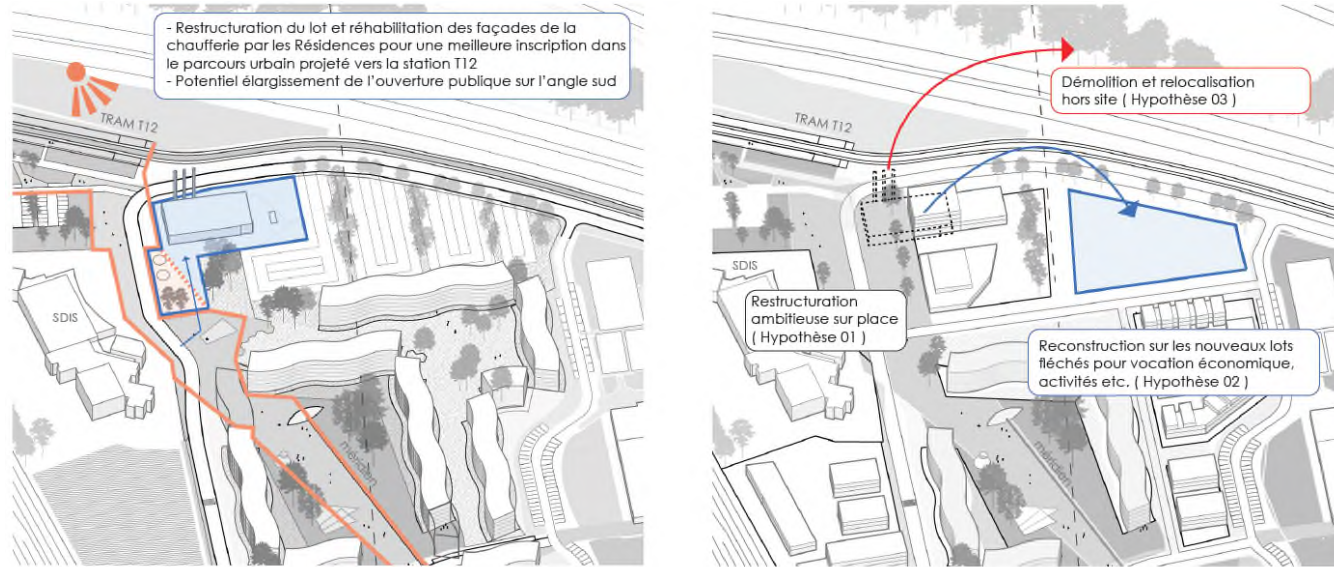 - Restructuration du lot et réhabilitation des façades de la
chaufferie par les Résidences pour une meilleure inscription dans
le parcours urbain projeté vers la station T12
- Potentiel élargissement de l'ouverture publique sur l'angle sud
TRAM T12
SDIS
méridien
Démolition et relocalisation
hors site ( Hypothèse 03 )
TRAM T12
SDIS
Restructuration
ambitieuse sur place
( Hypothèse 01 )
Reconstruction sur les nouveaux lots
fléchés pour vocation économique,
activités etc. ( Hypothèse 02 )
méridien